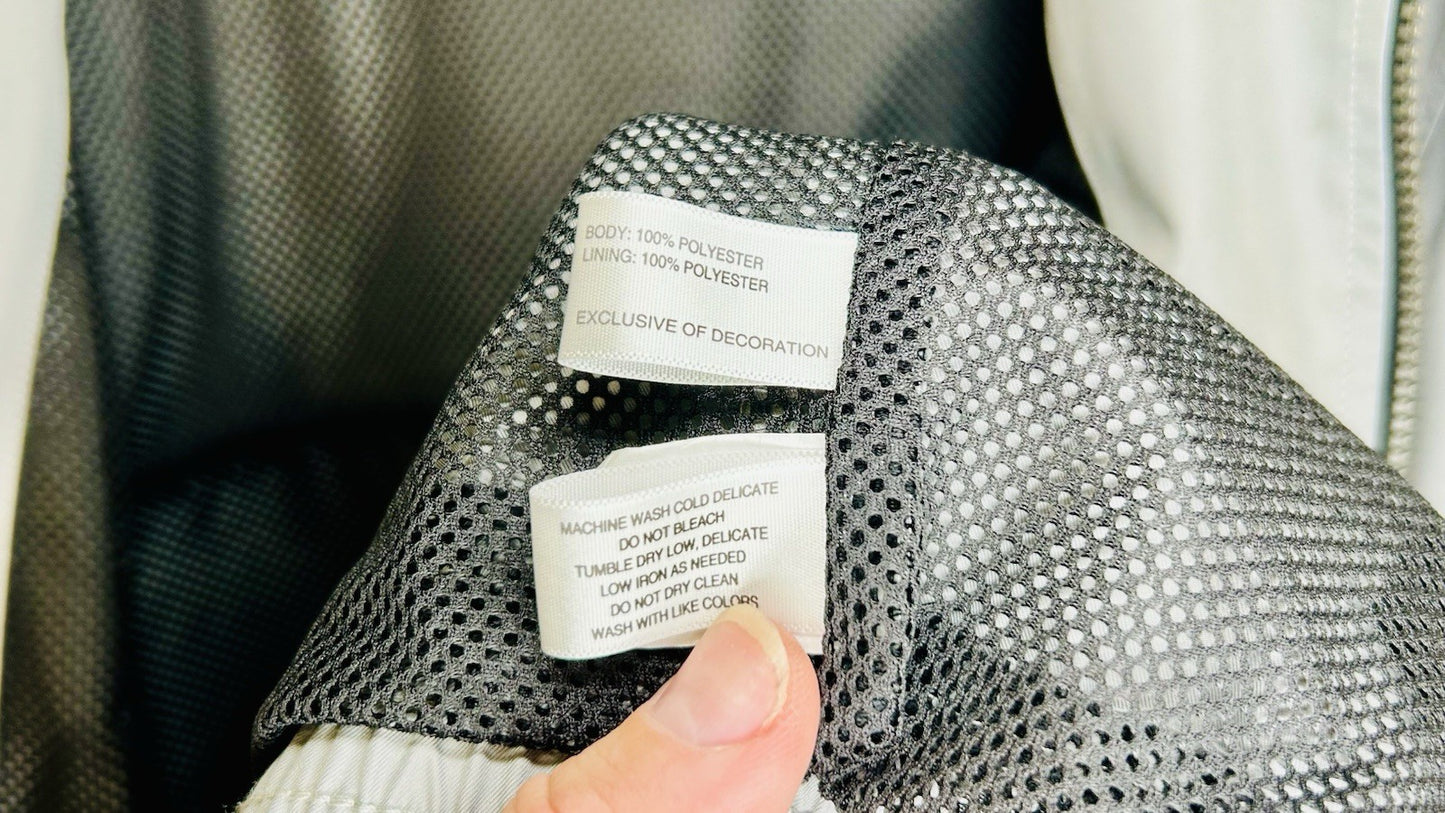 BODY: 100% POLYESTER
LINING: 100% POLYESTER
EXCLUSIVE OF DECORATION
MACHINE WASH COLD DELICATE
DO NOT BLEACH
TUMBLE DRY LOW, DELICATE
LOW IRON AS NEEDED
DO NOT DRY CLEAN
WASH WITH LIKE COLORS